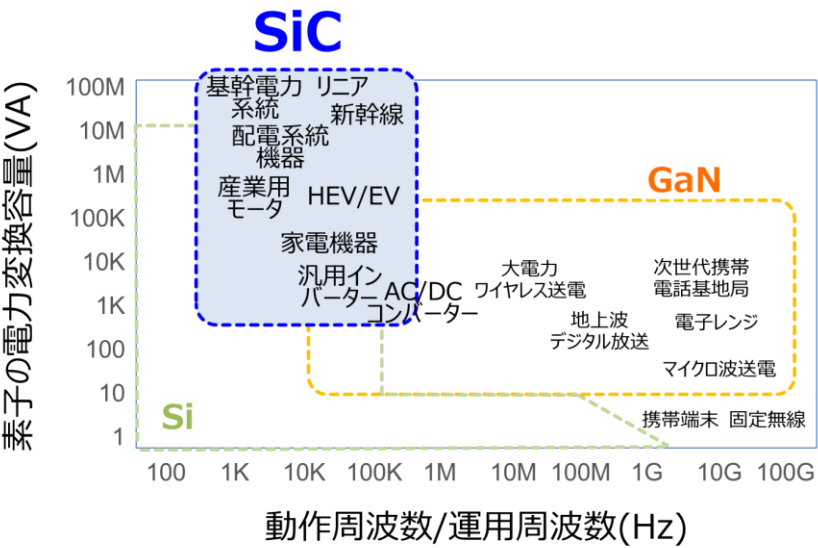 SiC
素子の電力変換容量(VA)
100M
10M
1M
100K
10K
1K
100
10
1
基幹電力
系統
リニア
新幹線
配電系統
機器
産業用
モータ
HEV/EV
家電機器
汎用イン
バーター
AC/DC
コンバーター
GaN
大電力
ワイヤレス送電
次世代携帯
電話基地局
地上波
デジタル放送
電子レンジ
マイクロ波送電
Si
携帯端末
固定無線
100
1K
10K
100K
1M
10M
100M
1G
10G
100G
動作周波数/運用周波数(Hz)